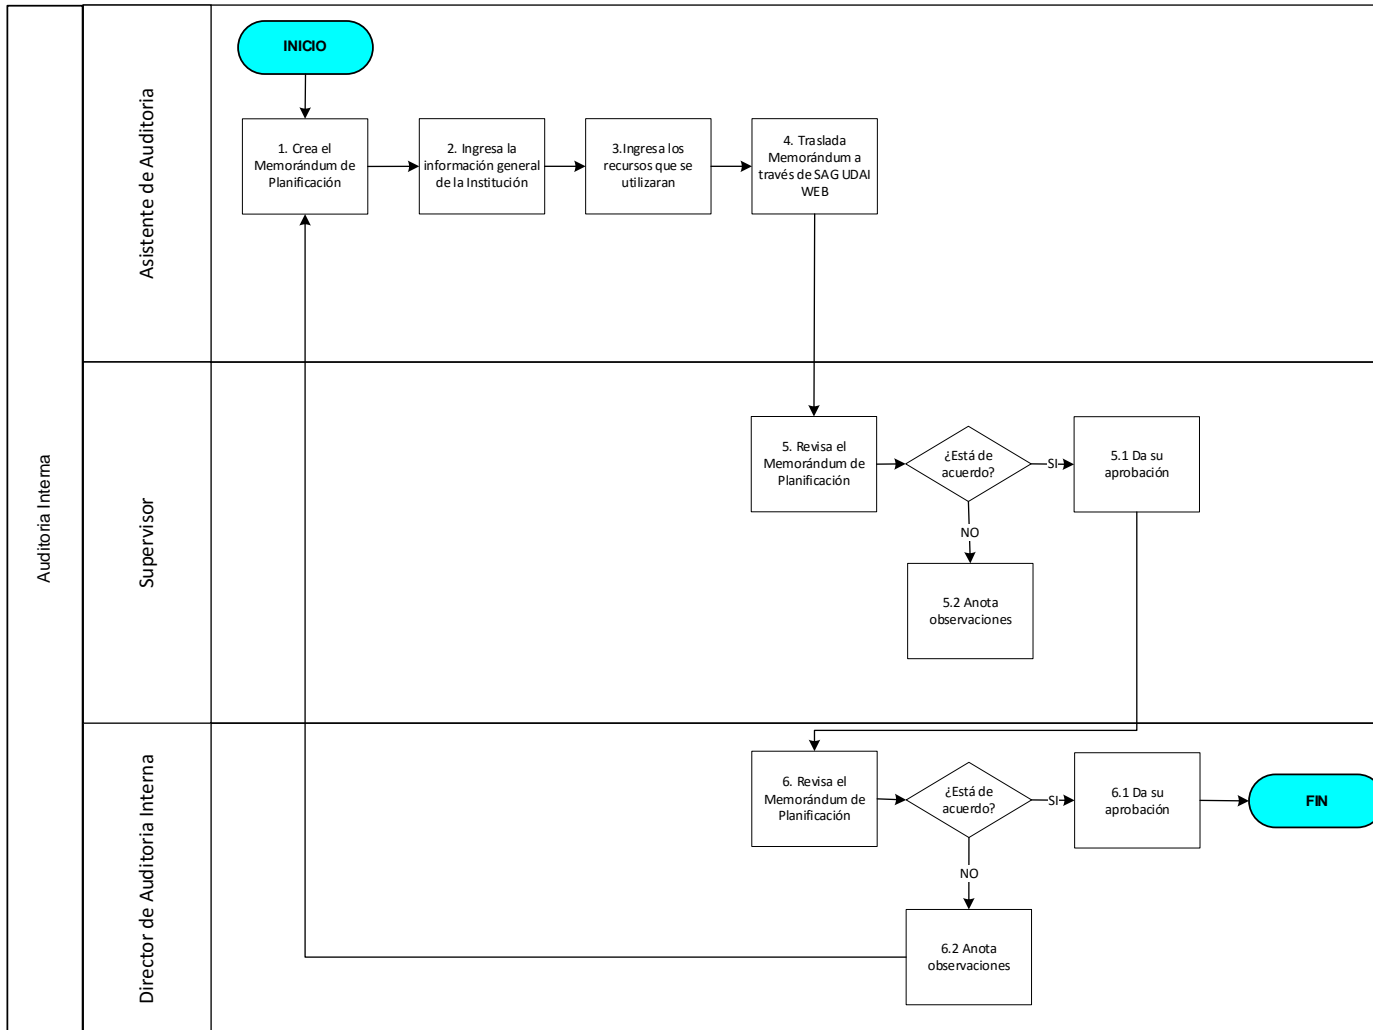 Auditoria Interna
Asistente de Auditoria
INICIO
1. Crea el
Memorándum de
Planificación
2. Ingresa la
información general
de la Institución
3.Ingresa los
recursos que se
utilizaran
4. Traslada
Memorándum a
través de SAG UDAI
WEB
Supervisor
5. Revisa el
Memorándum de
Planificación
¿Está de
acuerdo?
SI
5.1 Da su
aprobación
NO
5.2 Anota
observaciones
Director de Auditoria Interna
6. Revisa el
Memorándum de
Planificación
¿Está de
acuerdo?
SI
6.1 Da su
aprobación
FIN
NO
6.2 Anota
observaciones